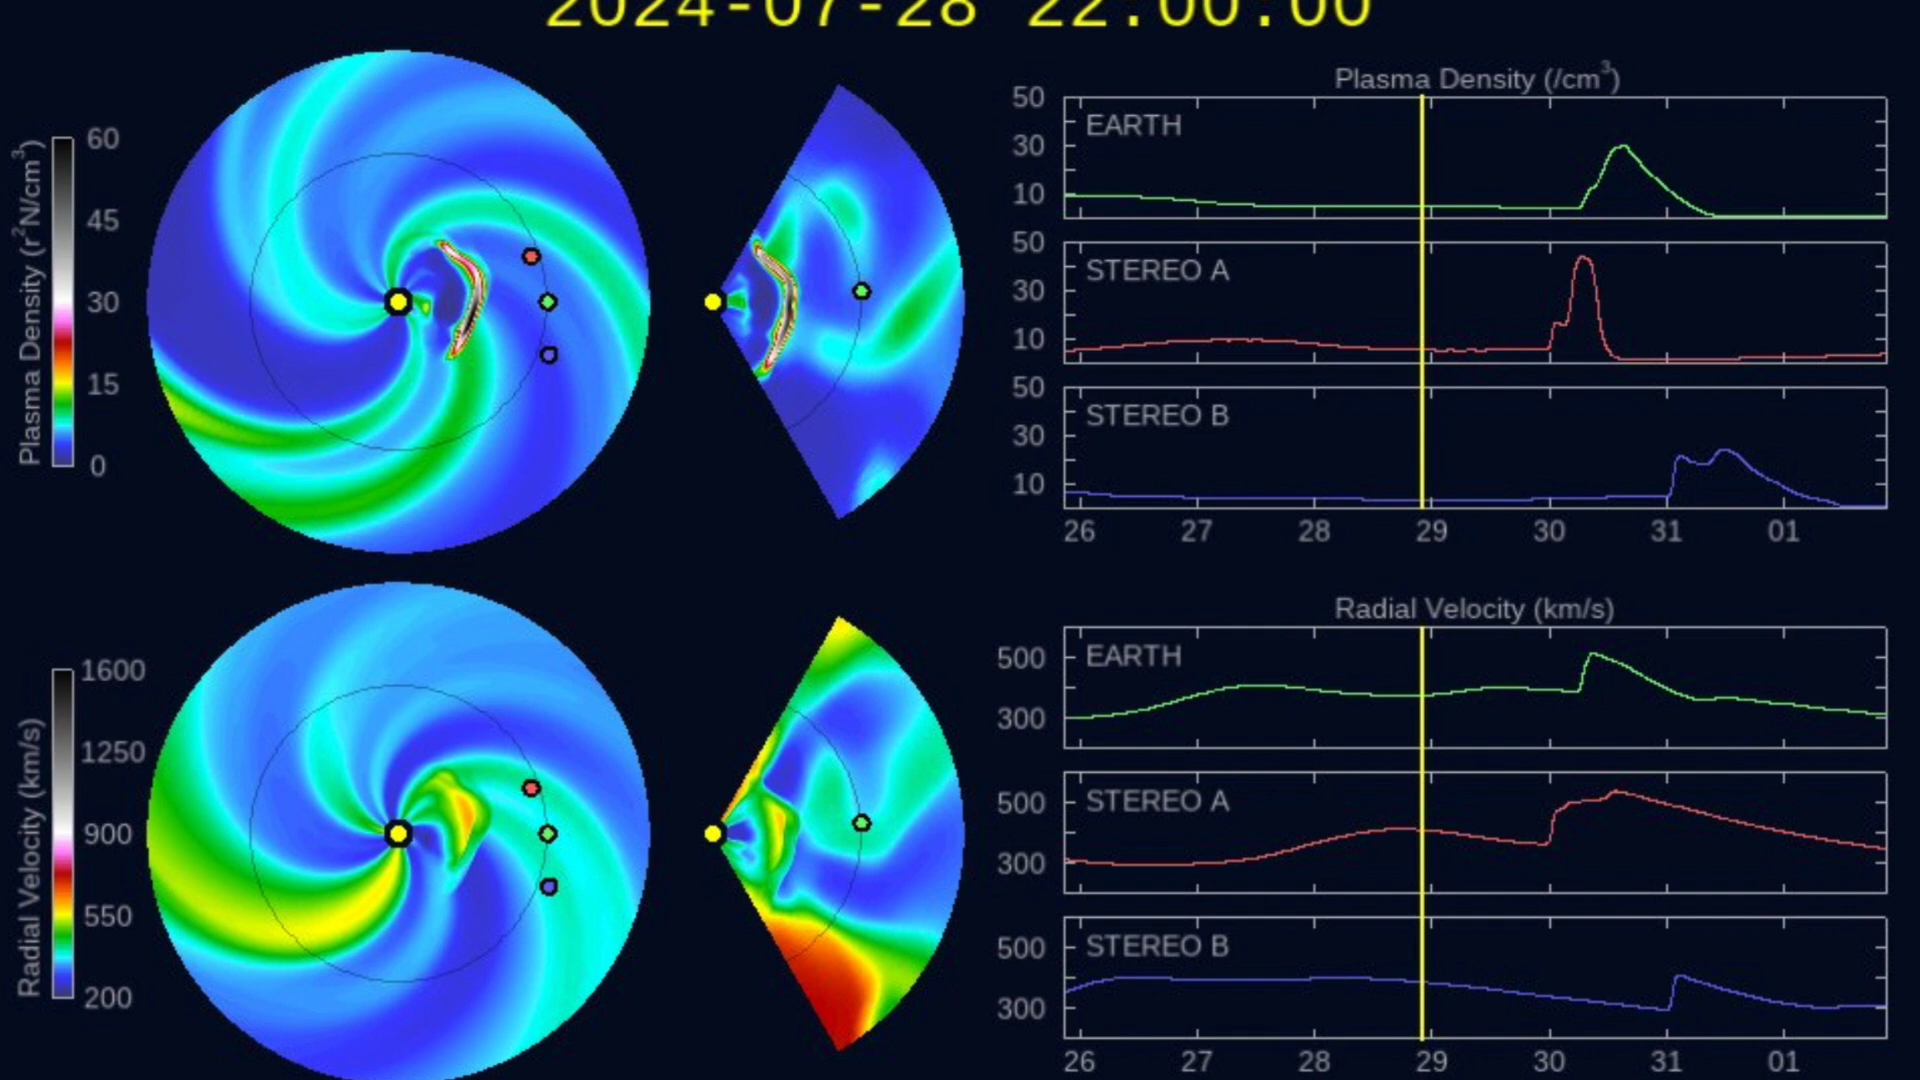 2024-07-28 22:00:00
Plasma Density (r²N/cm³)
60
45
30
15
0
Plasma Density (/cm³)
50
30
10
EARTH
50
30
10
STEREO A
50
30
10
STEREO B
26 27 28 29 30 31 01
Radial Velocity (km/s)
1600
1250
900
550
200
Radial Velocity (km/s)
500
300
EARTH
500
300
STEREO A
500
300
STEREO B
26 27 28 29 30 31 01